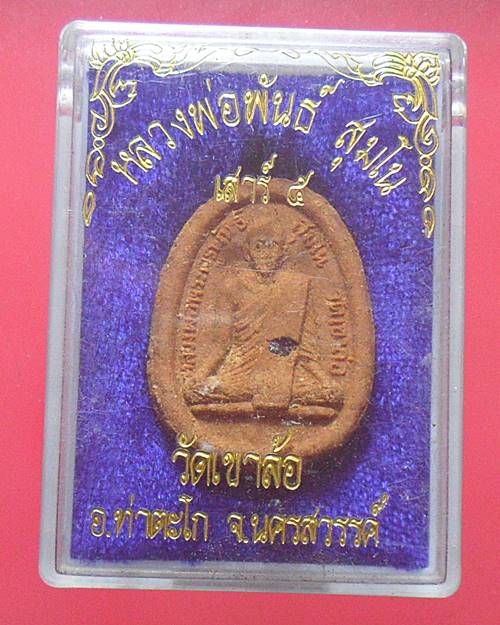 หลวงพ่อพันธ์ สุมโน
เสาร์ ๕
วัดเขาล้อ
อ.ท่าตะโก จ.นครสวรรค์